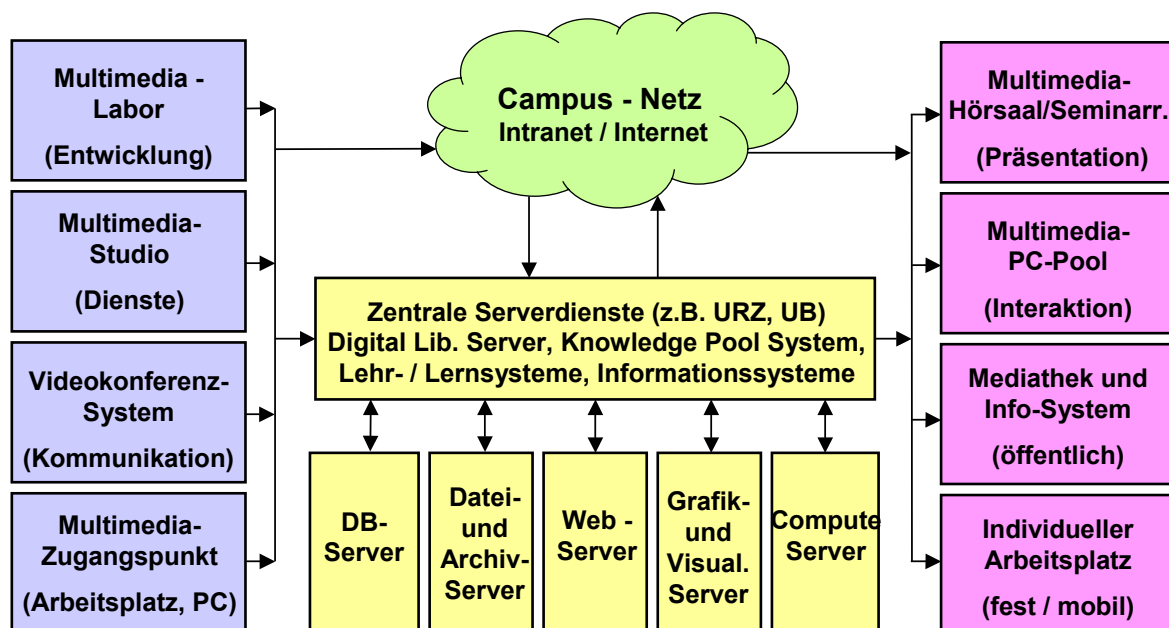 Multimedia -
Labor
(Entwicklung)
Multimedia-
Studio
(Dienste)
Videokonferenz-
System
(Kommunikation)
Multimedia-
Zugangspunkt
(Arbeitsplatz, PC)
Campus - Netz
Intranet / Internet
Zentrale Serverdienste (z.B. URZ, UB)
Digital Lib. Server, Knowledge Pool System,
Lehr- / Lernsysteme, Informationssysteme
DB-
Server
Datei-
und
Archiv-
Server
Web -
Server
Grafik-
und
Visual.
Server
Compute
Server
Multimedia-
Hörsaal/Seminarr.
(Präsentation)
Multimedia-
PC-Pool
(Interaktion)
Mediathek und
Info-System
(öffentlich)
Individueller
Arbeitsplatz
(fest / mobil)